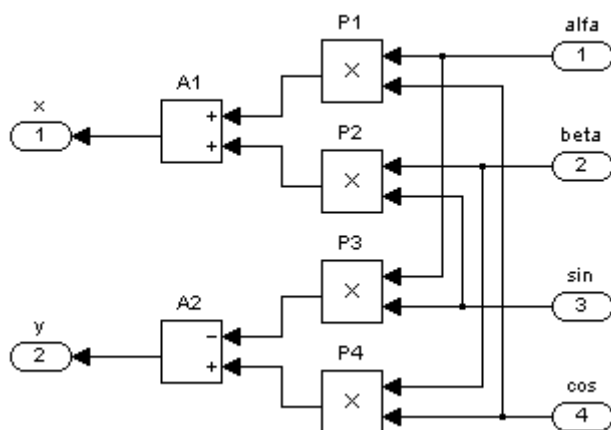 P1
alfa
1
×
A1
x
1
+
+
P2
beta
2
×
P3
sin
3
×
A2
y
2
−
+
P4
cos
4
×